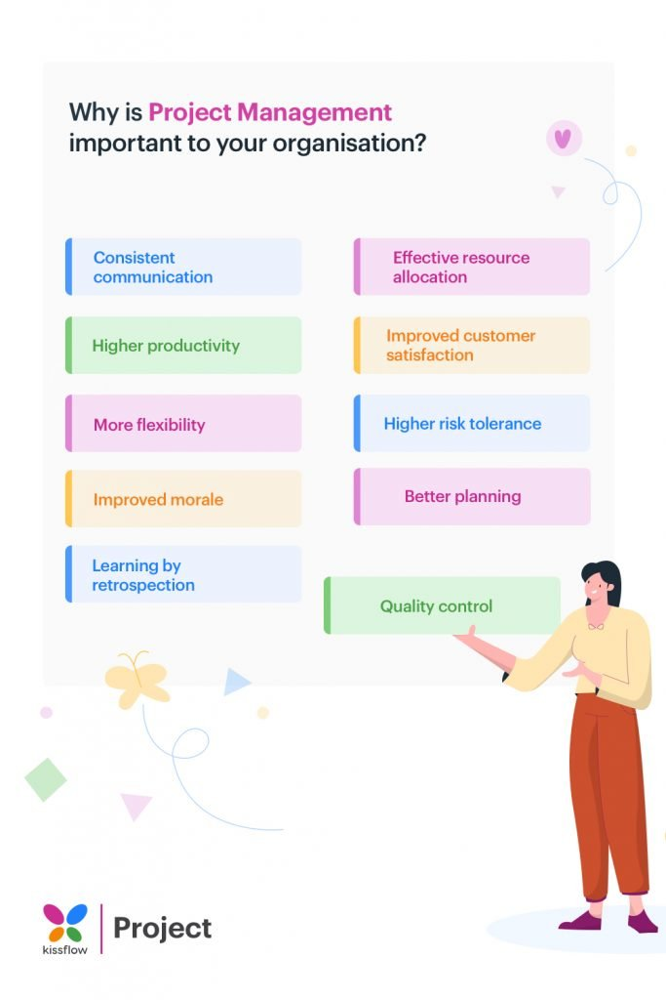 Why is Project Management
important to your organisation?
Consistent
communication
Higher productivity
More flexibility
Improved morale
Learning by
retrospection
Effective resource
allocation
Improved customer
satisfaction
Higher risk tolerance
Better planning
Quality control
kissflow
Project